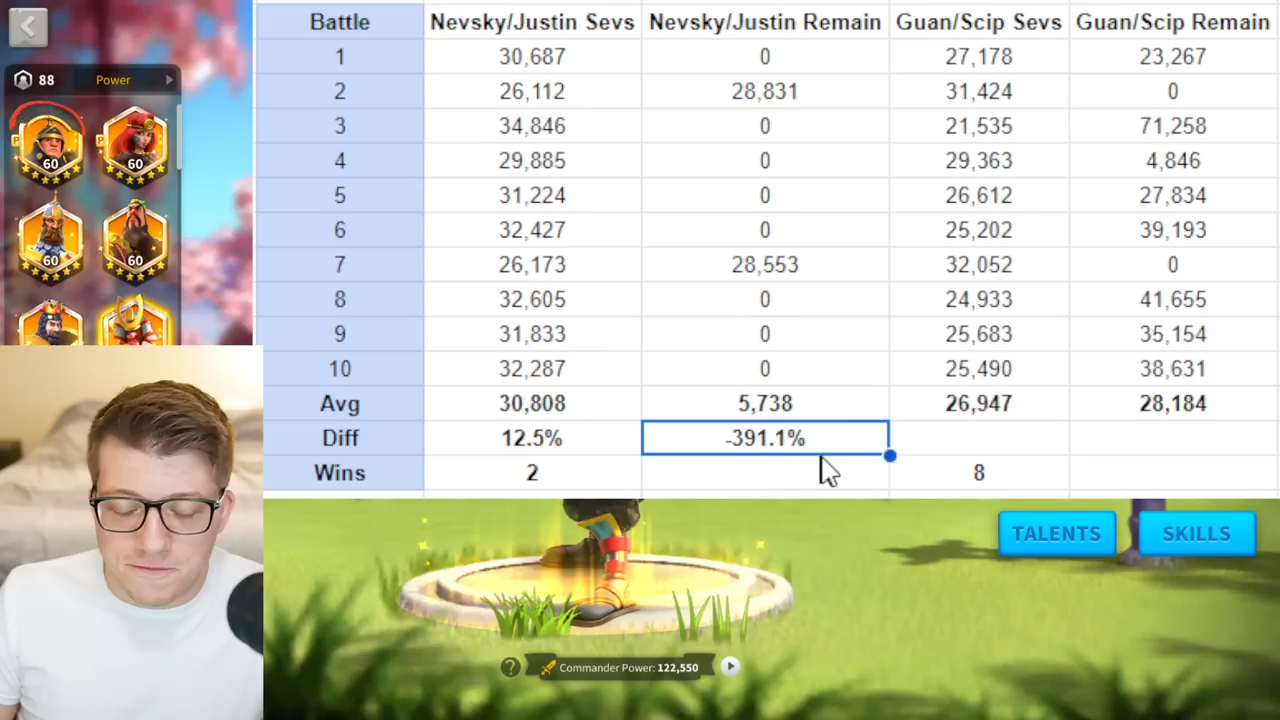 Battle Nevsky/Justin Sevs Nevsky/Justin Remain Guan/Scip Sevs Guan/Scip Remain
1 30,687 0 27,178 23,267
2 26,112 28,831 31,424 0
3 34,846 0 21,535 71,258
4 29,885 0 29,363 4,846
5 31,224 0 26,612 27,834
6 32,427 0 25,202 39,193
7 26,173 28,553 32,052 0
8 32,605 0 24,933 41,655
9 31,833 0 25,683 35,154
10 32,287 0 25,490 38,631
Avg 30,808 5,738 26,947 28,184
Diff 12.5% -391.1%
Wins 2 8
88 Power
60 60
60 60
TALENTS SKILLS
? Commander Power: 122,550